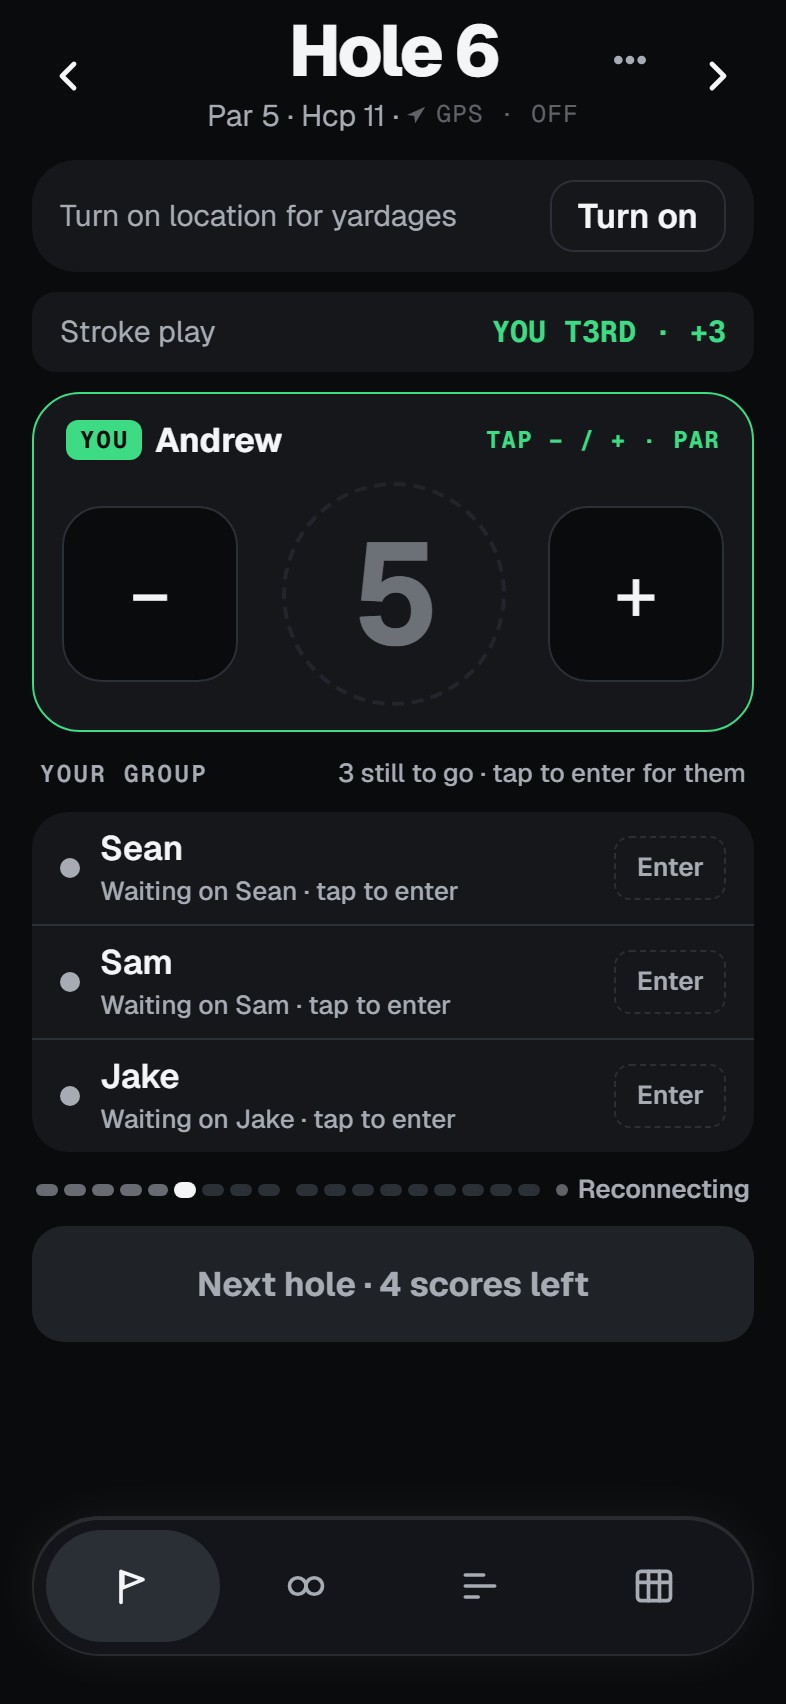 Hole 6
Par 5 · Hcp 11 · GPS · OFF
Turn on location for yardages
Turn on
Stroke play
YOU T3RD · +3
YOU Andrew
TAP − / + · PAR
−
5
+
YOUR GROUP
3 still to go · tap to enter for them
Sean
Waiting on Sean · tap to enter
Enter
Sam
Waiting on Sam · tap to enter
Enter
Jake
Waiting on Jake · tap to enter
Enter
Reconnecting
Next hole · 4 scores left